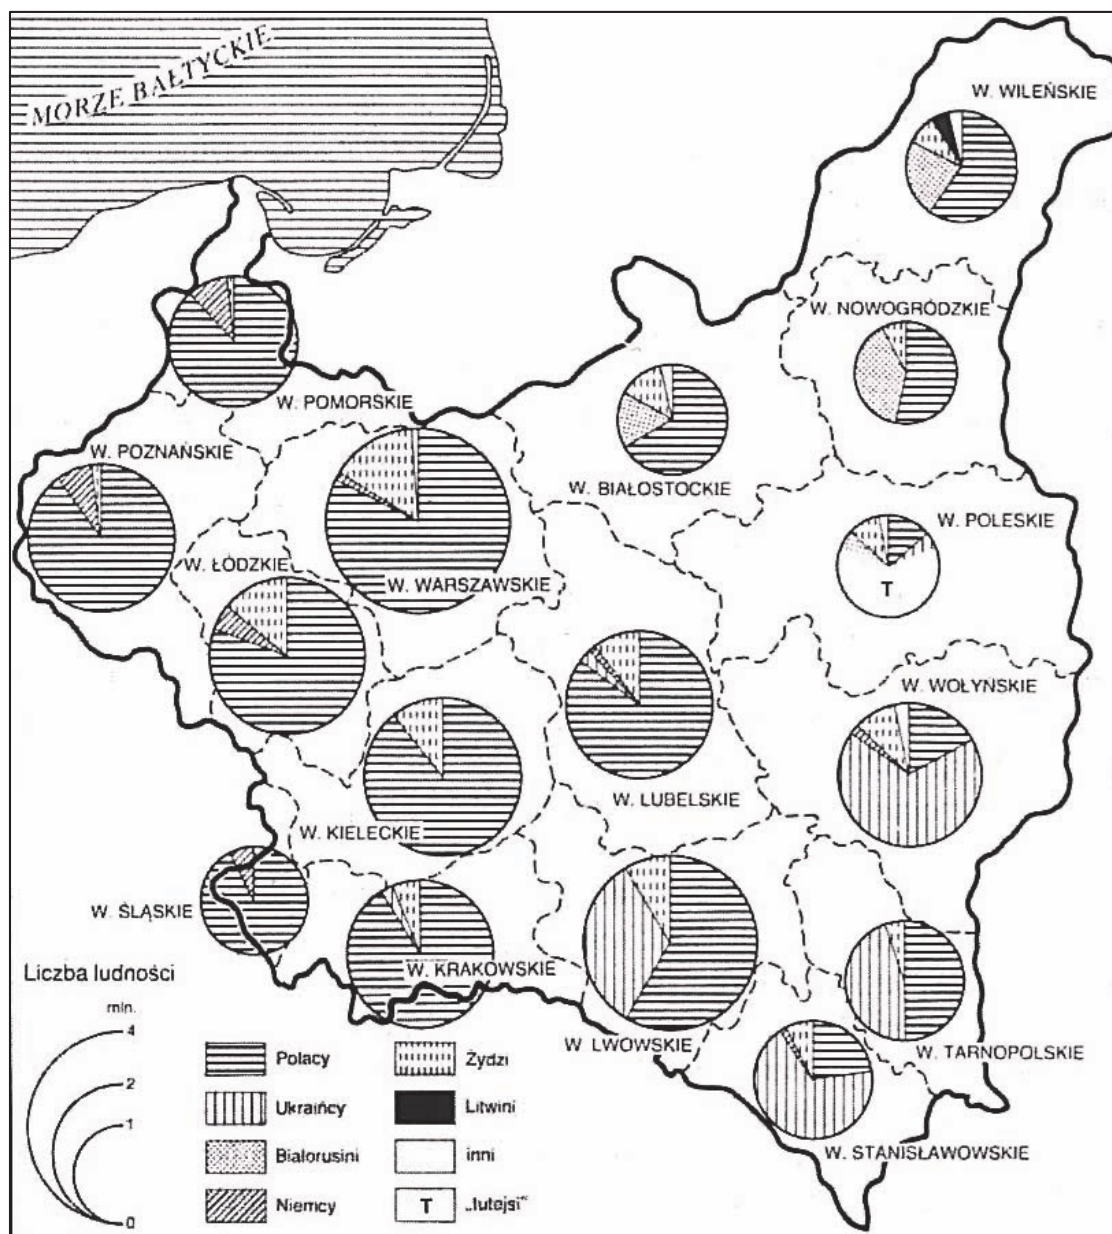 MORZE BAŁTYCKIE
W. WILEŃSKIE
W. NOWOGRÓDZKIE
W. POMORSKIE
W. POZNAŃSKIE
W. BIAŁOSTOCKIE
W. POLESKIE
T
W. ŁÓDZKIE
W. WARSZAWSKIE
W. WOŁYŃSKIE
W. LUBELSKIE
W. KIELECKIE
W. ŚLĄSKIE
W. KRAKOWSKIE
W. LWOWSKIE
W. TARNOPOLSKIE
W. STANISŁAWOWSKIE
Liczba ludności
mln.
4
2
1
0
Polacy
Ukraińcy
Białorusini
Niemcy
Żydzi
Litwini
inni
T „tutejsi"